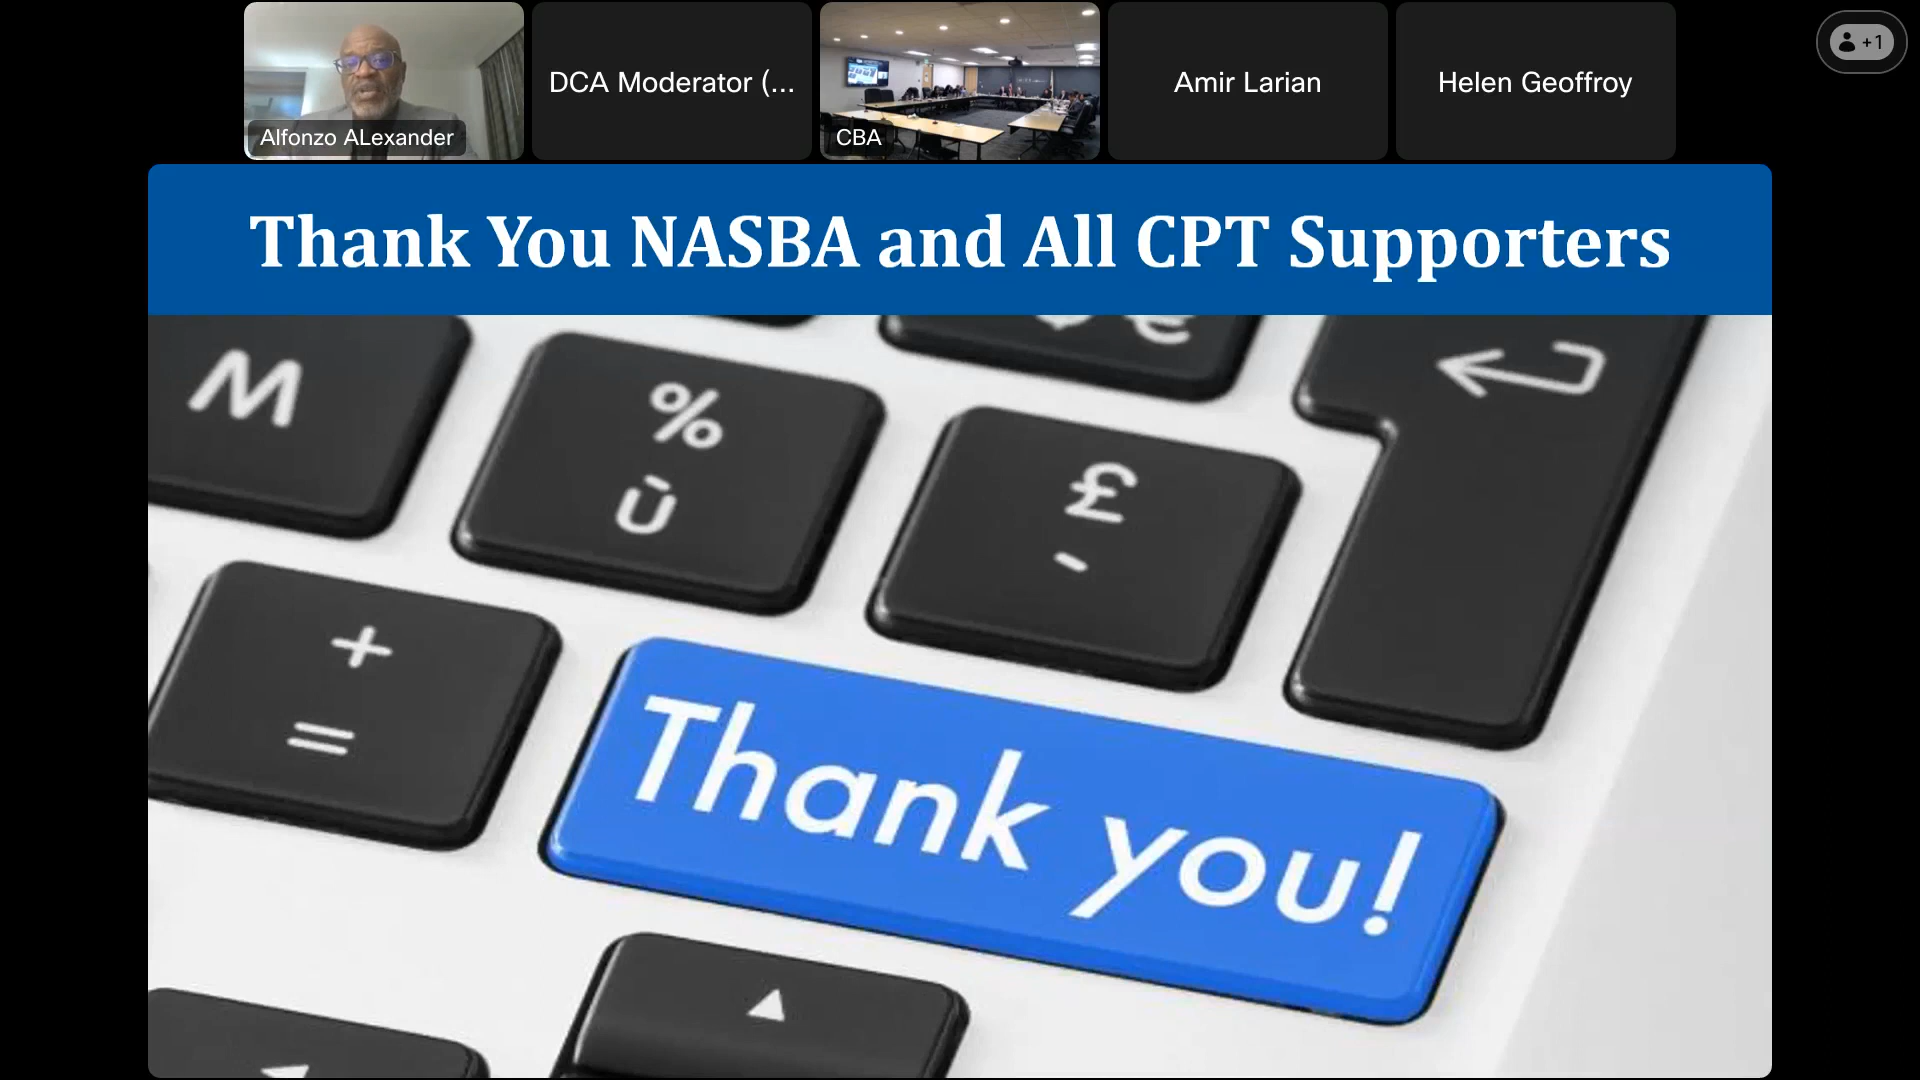 Alfonzo ALexander
DCA Moderator (...
CBA
Amir Larian
Helen Geoffroy
+1
Thank You NASBA and All CPT Supporters
M
%
ù
€
£
-
+
=
Thank you!